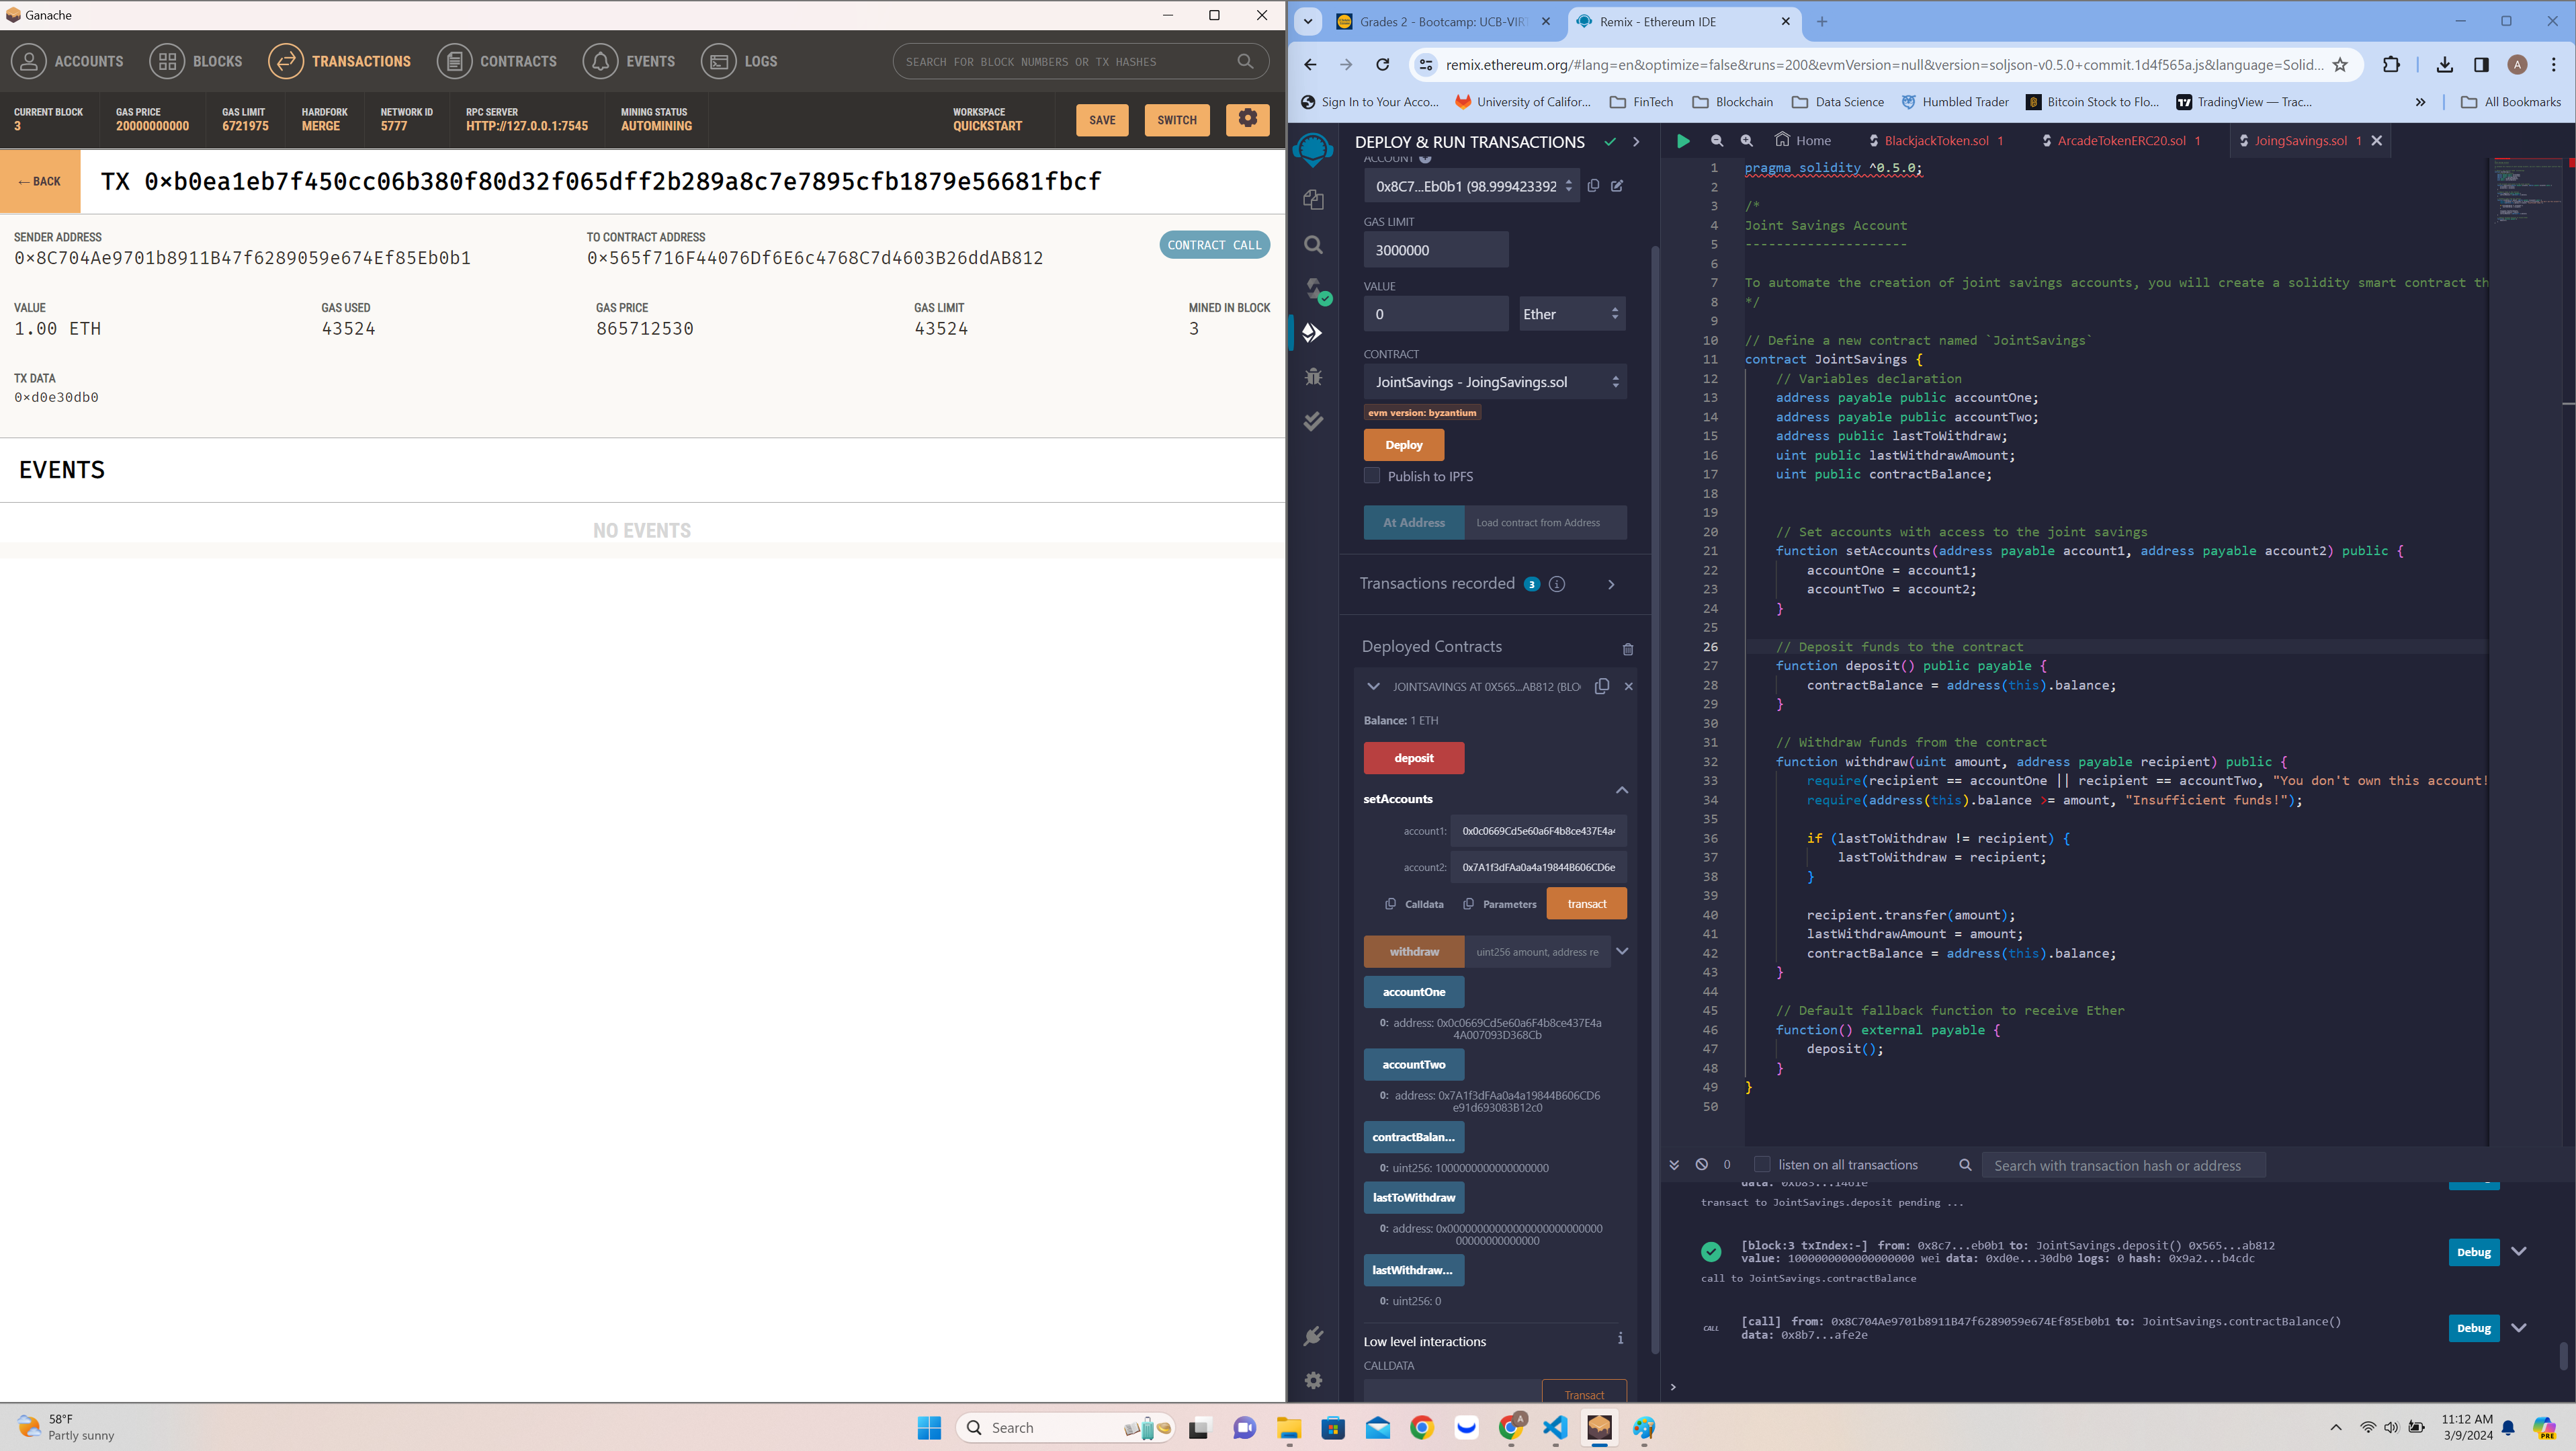 Ganache
ACCOUNTS BLOCKS TRANSACTIONS CONTRACTS EVENTS LOGS SEARCH FOR BLOCK NUMBERS OR TX HASHES
CURRENT BLOCK
3
GAS PRICE
20000000000
GAS LIMIT
6721975
HARDFORK
MERGE
NETWORK ID
5777
RPC SERVER
HTTP://127.0.0.1:7545
MINING STATUS
AUTOMINING
WORKSPACE
QUICKSTART
SAVE SWITCH
←BACK TX 0×b0ea1eb7f450cc06b380f80d32f065dff2b289a8c7e7895cfb1879e56681fbcf
SENDER ADDRESS
0×8C704Ae9701b8911B47f6289059e674Ef85Eb0b1
TO CONTRACT ADDRESS
0×565f716F44076Df6E6c4768C7d4603B26ddAB812
CONTRACT CALL
VALUE
1.00 ETH
GAS USED
43524
GAS PRICE
865712530
GAS LIMIT
43524
MINED IN BLOCK
3
TX DATA
0×d0e30db0
EVENTS
NO EVENTS
Grades 2 - Bootcamp: UCB-VIR
Remix - Ethereum IDE
remix.ethereum.org/#lang=en&optimize=false&runs=200&evmVersion=null&version=soljson-v0.5.0+commit.1d4f565a.js&language=Solid...
Sign In to Your Acco... University of Califor... FinTech Blockchain Data Science Humbled Trader Bitcoin Stock to Flo... TradingView — Trac... » All Bookmarks
DEPLOY & RUN TRANSACTIONS
ACCOUNT
0x8C7...Eb0b1 (98.999423392
GAS LIMIT
3000000
VALUE
0 Ether
CONTRACT
JointSavings - JoingSavings.sol
evm version: byzantium
Deploy
Publish to IPFS
At Address Load contract from Address
Transactions recorded 3
Deployed Contracts
JOINTSAVINGS AT 0X565...AB812 (BLO
Balance: 1 ETH
deposit
setAccounts
account1: 0x0c0669Cd5e60a6F4b8ce437E4a
account2: 0x7A1f3dFAa0a4a19844B606CD6e
Calldata Parameters transact
withdraw uint256 amount, address re
accountOne
0: address: 0x0c0669Cd5e60a6F4b8ce437E4a
4A007093D368Cb
accountTwo
0: address: 0x7A1f3dFAa0a4a19844B606CD6
e91d693083B12c0
contractBalan...
0: uint256: 1000000000000000000
lastToWithdraw
0: address: 0x00000000000000000000000000
00000000000000
lastWithdraw...
0: uint256: 0
Low level interactions
CALLDATA
Transact
Home BlackjackToken.sol 1 ArcadeTokenERC20.sol 1 JoingSavings.sol 1
1 pragma solidity ^0.5.0;
2
3 /*
4 Joint Savings Account
5 ---------------------
6
7 To automate the creation of joint savings accounts, you will create a solidity smart contract th
8 */
9
10 // Define a new contract named `JointSavings`
11 contract JointSavings {
12 // Variables declaration
13 address payable public accountOne;
14 address payable public accountTwo;
15 address public lastToWithdraw;
16 uint public lastWithdrawAmount;
17 uint public contractBalance;
18
19
20 // Set accounts with access to the joint savings
21 function setAccounts(address payable account1, address payable account2) public {
22 accountOne = account1;
23 accountTwo = account2;
24 }
25
26 // Deposit funds to the contract
27 function deposit() public payable {
28 contractBalance = address(this).balance;
29 }
30
31 // Withdraw funds from the contract
32 function withdraw(uint amount, address payable recipient) public {
33 require(recipient == accountOne || recipient == accountTwo, "You don't own this account!
34 require(address(this).balance >= amount, "Insufficient funds!");
35
36 if (lastToWithdraw != recipient) {
37 lastToWithdraw = recipient;
38 }
39
40 recipient.transfer(amount);
41 lastWithdrawAmount = amount;
42 contractBalance = address(this).balance;
43 }
44
45 // Default fallback function to receive Ether
46 function() external payable {
47 deposit();
48 }
49 }
50
0 listen on all transactions Search with transaction hash or address
transact to JointSavings.deposit pending ...
[block:3 txIndex:-] from: 0x8c7...eb0b1 to: JointSavings.deposit() 0x565...ab812
value: 1000000000000000000 wei data: 0xd0e...30db0 logs: 0 hash: 0x9a2...b4cdc
Debug
call to JointSavings.contractBalance
CALL [call] from: 0x8C704Ae9701b8911B47f6289059e674Ef85Eb0b1 to: JointSavings.contractBalance()
data: 0x8b7...afe2e
Debug
>
58°F
Partly sunny
Search
11:12 AM
3/9/2024
PRE